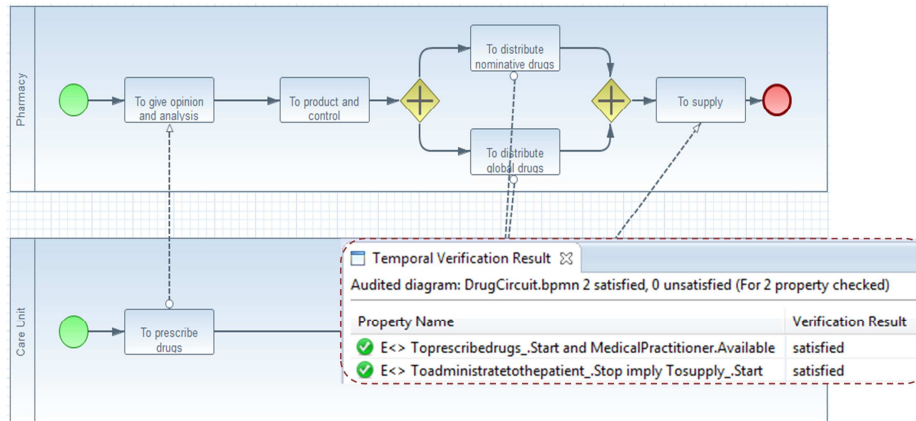 Pharmacy
To give opinion
and analysis
To product and
control
To distribute
nominative drugs
To distribute
global drugs
To supply
Care Unit
To prescribe
drugs
Temporal Verification Result
Audited diagram: DrugCircuit.bpmn 2 satisfied, 0 unsatisfied (For 2 property checked)
Property Name Verification Result
E<> Toprescribedrugs_.Start and MedicalPractitioner.Available satisfied
E<> Toadministratetothepatient_.Stop imply Tosupply_.Start satisfied